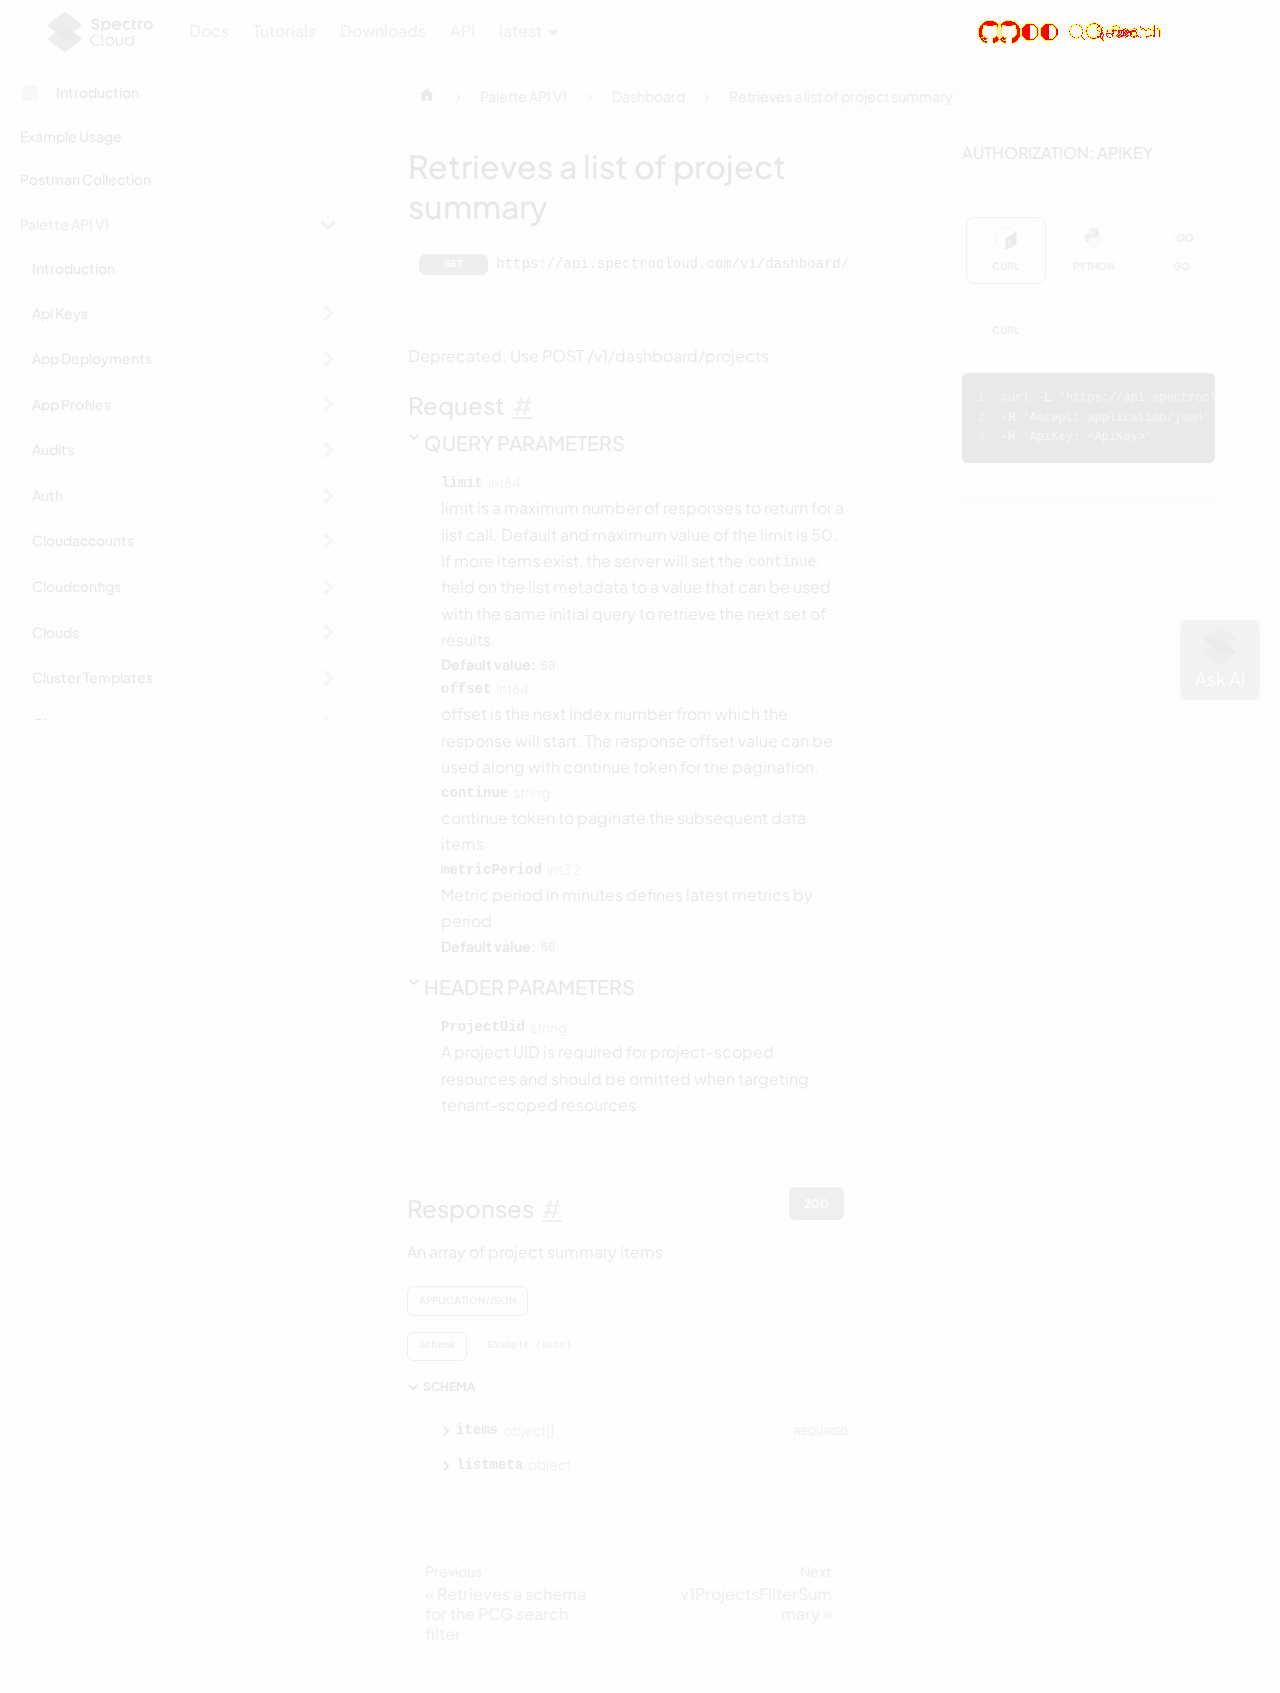 Spectro Cloud
Docs Tutorials Downloads API latest
Introduction
Example Usage
Postman Collection
Palette API V1
Introduction
Api Keys
App Deployments
App Profiles
Audits
Auth
Cloudaccounts
Cloudconfigs
Clouds
Cluster Templates
Palette API V1 Dashboard Retrieves a list of project summary
Retrieves a list of project
summary
GET https://api.spectrocloud.com/v1/dashboard/
Deprecated: Use POST /v1/dashboard/projects
Request #
QUERY PARAMETERS
limit int64
limit is a maximum number of responses to return for a
list call. Default and maximum value of the limit is 50.
If more items exist, the server will set the continue
field on the list metadata to a value that can be used
with the same initial query to retrieve the next set of
results.
Default value: 50
offset int64
offset is the next index number from which the
response will start. The response offset value can be
used along with continue token for the pagination.
continue string
continue token to paginate the subsequent data
items
metricPeriod int32
Metric period in minutes defines latest metrics by
period
Default value: 60
HEADER PARAMETERS
ProjectUid string
A project UID is required for project-scoped
resources and should be omitted when targeting
tenant-scoped resources
Responses #
200
An array of project summary items
APPLICATION/JSON
Schema Example (auto)
SCHEMA
items object[] REQUIRED
listmeta object
Previous
« Retrieves a schema
for the PCG search
filter
Next
v1ProjectsFilterSum
mary »
AUTHORIZATION: APIKEY
CURL PYTHON GO
CURL
1 curl -L 'https://api.spectrocl
2 -H 'Accept: application/json'
3 -H 'ApiKey: <ApiKey>'
Ask AI